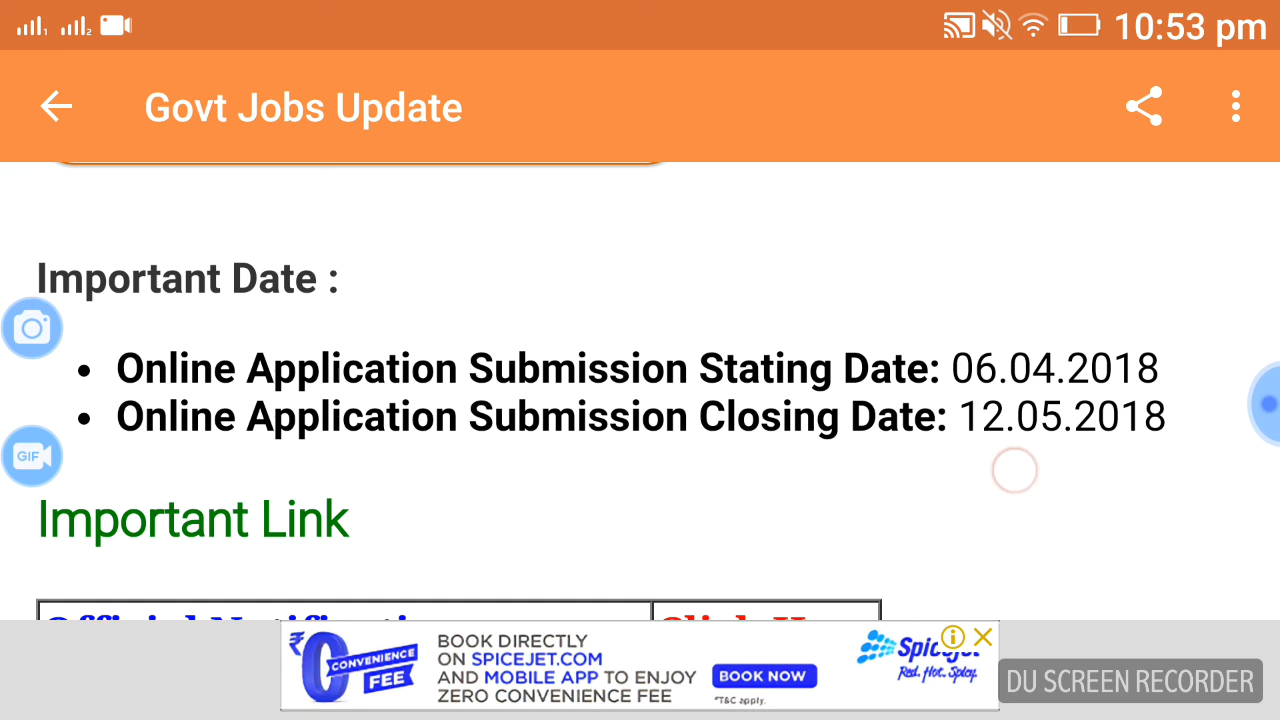 10:53 pm
Govt Jobs Update
Important Date :
Online Application Submission Stating Date: 06.04.2018
Online Application Submission Closing Date: 12.05.2018
GIF
Important Link
₹0 CONVENIENCE FEE
BOOK DIRECTLY
ON SPICEJET.COM
AND MOBILE APP TO ENJOY
ZERO CONVENIENCE FEE
BOOK NOW
*T&C apply.
Red. Hot. Spicy.
DU SCREEN RECORDER